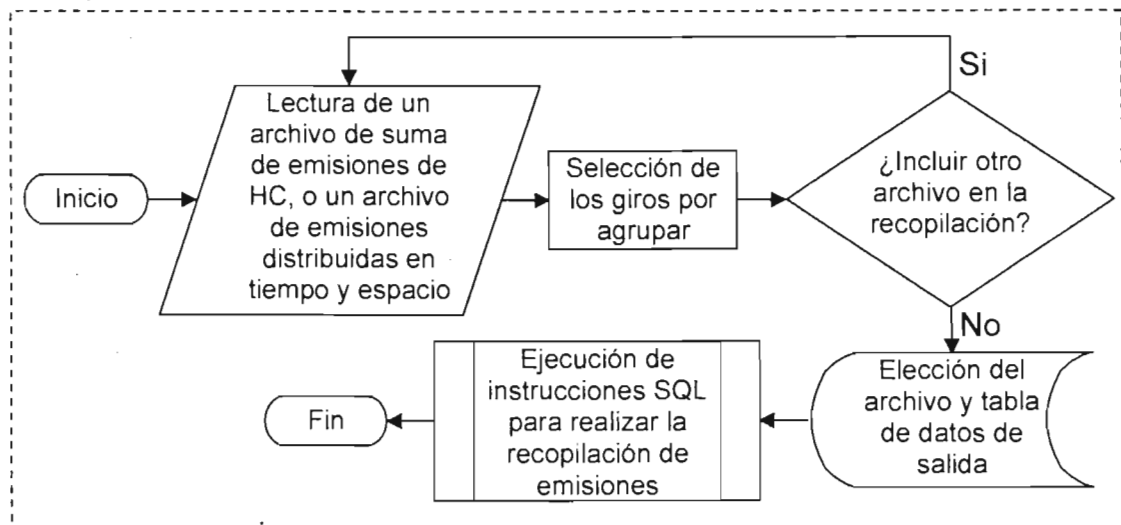 Inicio
Lectura de un
archivo de suma
de emisiones de
HC, o un archivo
de emisiones
distribuidas en
tiempo y espacio
Selección de
los giros por
agrupar
¿Incluir otro
archivo en la
recopilación?
Si
No
Elección del
archivo y tabla
de datos de
salida
Ejecución de
instrucciones SQL
para realizar la
recopilación de
emisiones
Fin